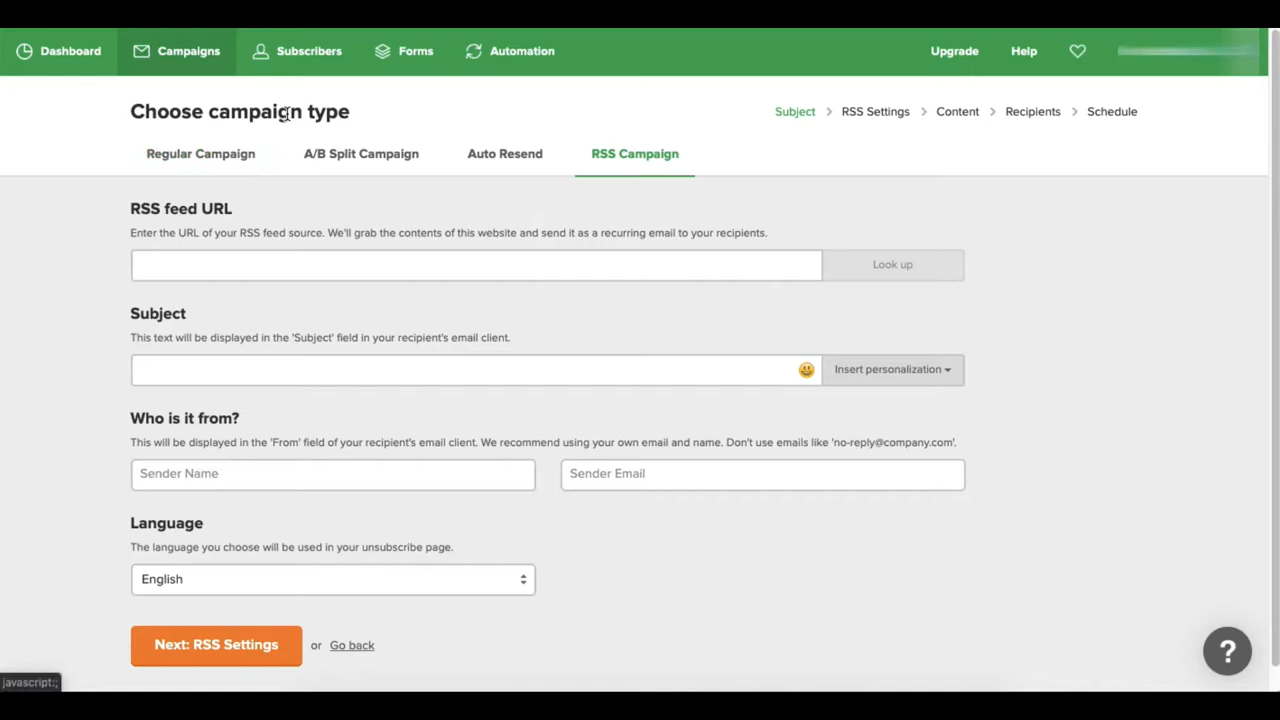 Dashboard Campaigns Subscribers Forms Automation Upgrade Help
Choose campaign type
Subject RSS Settings Content Recipients Schedule
Regular Campaign A/B Split Campaign Auto Resend RSS Campaign
RSS feed URL
Enter the URL of your RSS feed source. We'll grab the contents of this website and send it as a recurring email to your recipients.
Look up
Subject
This text will be displayed in the 'Subject' field in your recipient's email client.
Insert personalization
Who is it from?
This will be displayed in the 'From' field of your recipient's email client. We recommend using your own email and name. Don't use emails like 'no-reply@company.com'.
Sender Name Sender Email
Language
The language you choose will be used in your unsubscribe page.
English
Next: RSS Settings or Go back
?
javascript:;